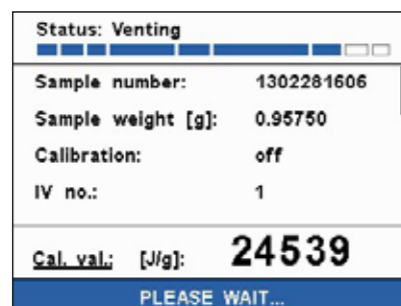 Status: Venting
Sample number: 1302281606
Sample weight [g]: 0.95750
Calibration: off
IV no.: 1
Cal. val.: [J/g]: 24539
PLEASE WAIT...